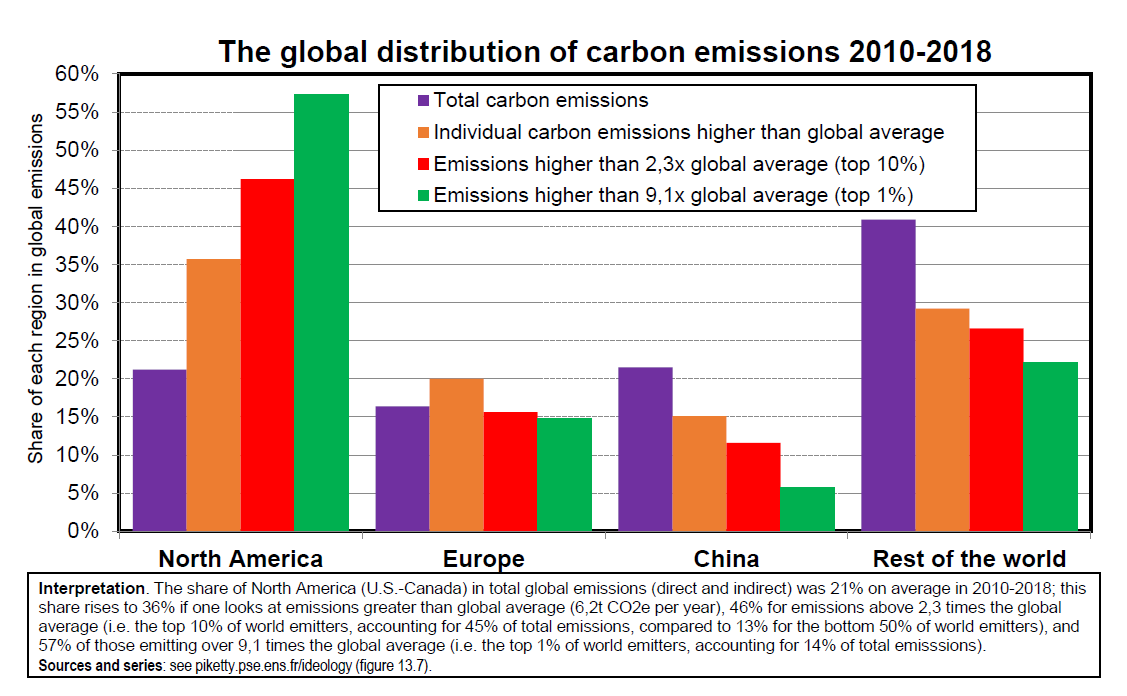 The global distribution of carbon emissions 2010-2018
Total carbon emissions
Individual carbon emissions higher than global average
Emissions higher than 2,3x global average (top 10%)
Emissions higher than 9,1x global average (top 1%)
Share of each region in global emissions
60%
55%
50%
45%
40%
35%
30%
25%
20%
15%
10%
5%
0%
North America
Europe
China
Rest of the world
Interpretation. The share of North America (U.S.-Canada) in total global emissions (direct and indirect) was 21% on average in 2010-2018; this
share rises to 36% if one looks at emissions greater than global average (6,2t CO2e per year), 46% for emissions above 2,3 times the global
average (i.e. the top 10% of world emitters, accounting for 45% of total emissions, compared to 13% for the bottom 50% of world emitters), and
57% of those emitting over 9,1 times the global average (i.e. the top 1% of world emitters, accounting for 14% of total emisssions).
Sources and series: see piketty.pse.ens.fr/ideology (figure 13.7).